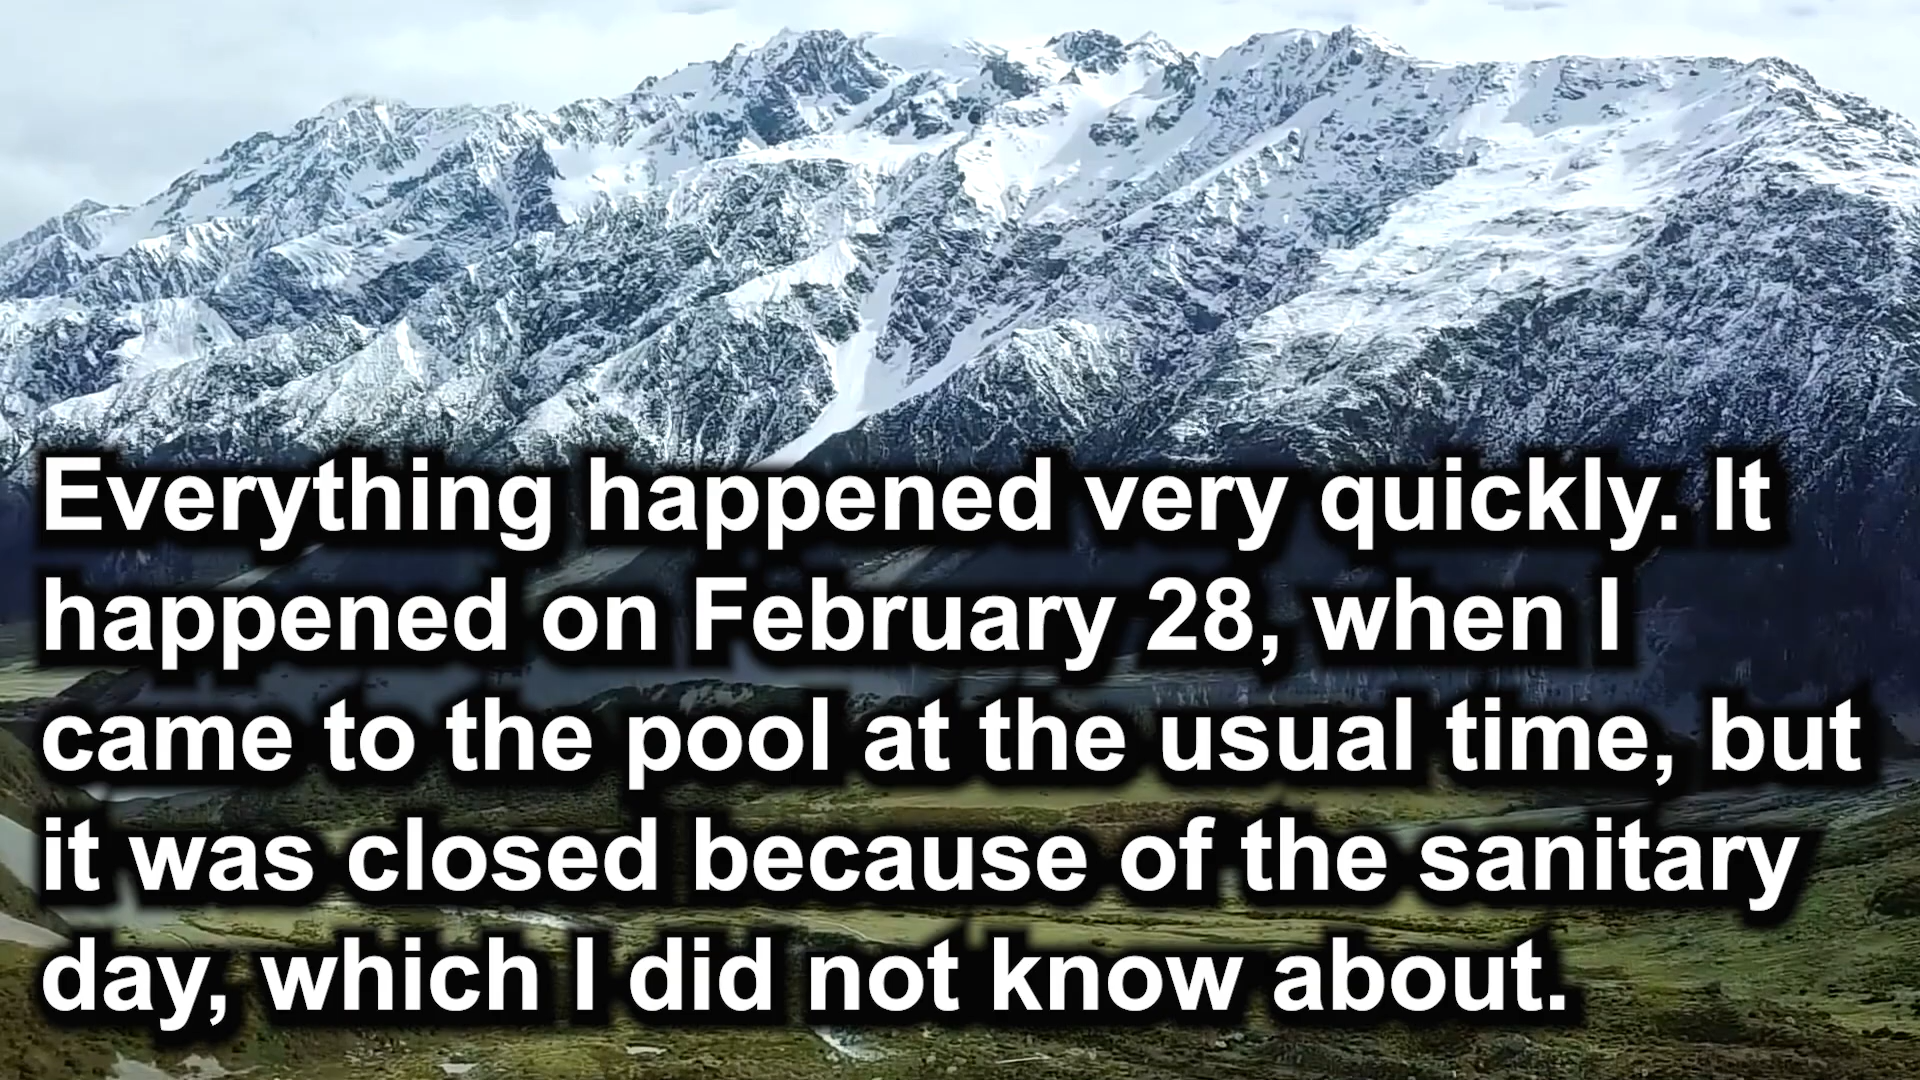 Everything happened very quickly. It
happened on February 28, when I
came to the pool at the usual time, but
it was closed because of the sanitary
day, which I did not know about.